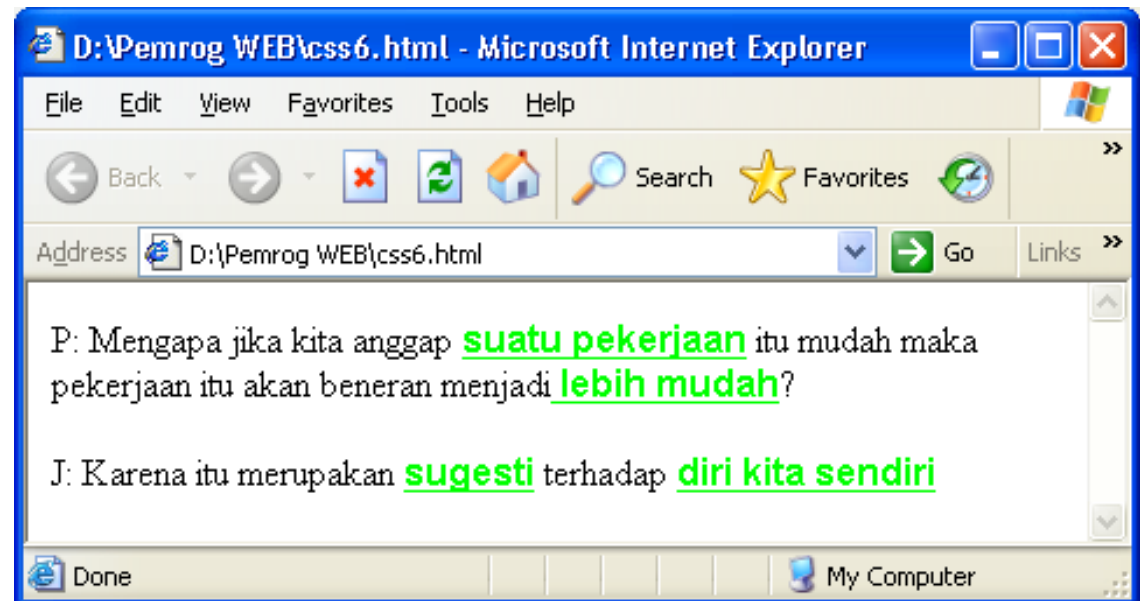 D:\Pemrog WEB\css6.html - Microsoft Internet Explorer
File Edit View Favorites Tools Help
Back Search Favorites »
Address D:\Pemrog WEB\css6.html Go Links »
P: Mengapa jika kita anggap suatu pekerjaan itu mudah maka
pekerjaan itu akan beneran menjadi lebih mudah?
J: Karena itu merupakan sugesti terhadap diri kita sendiri
Done My Computer